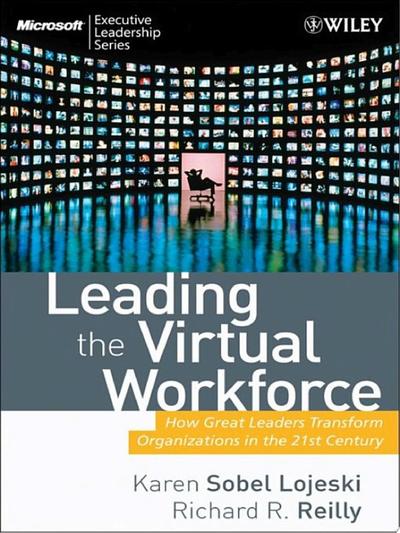 Microsoft
Executive
Leadership
Series
WILEY
Leading
the Virtual
Workforce
How Great Leaders Transform
Organizations in the 21st Century
Karen Sobel Lojeski
Richard R. Reilly